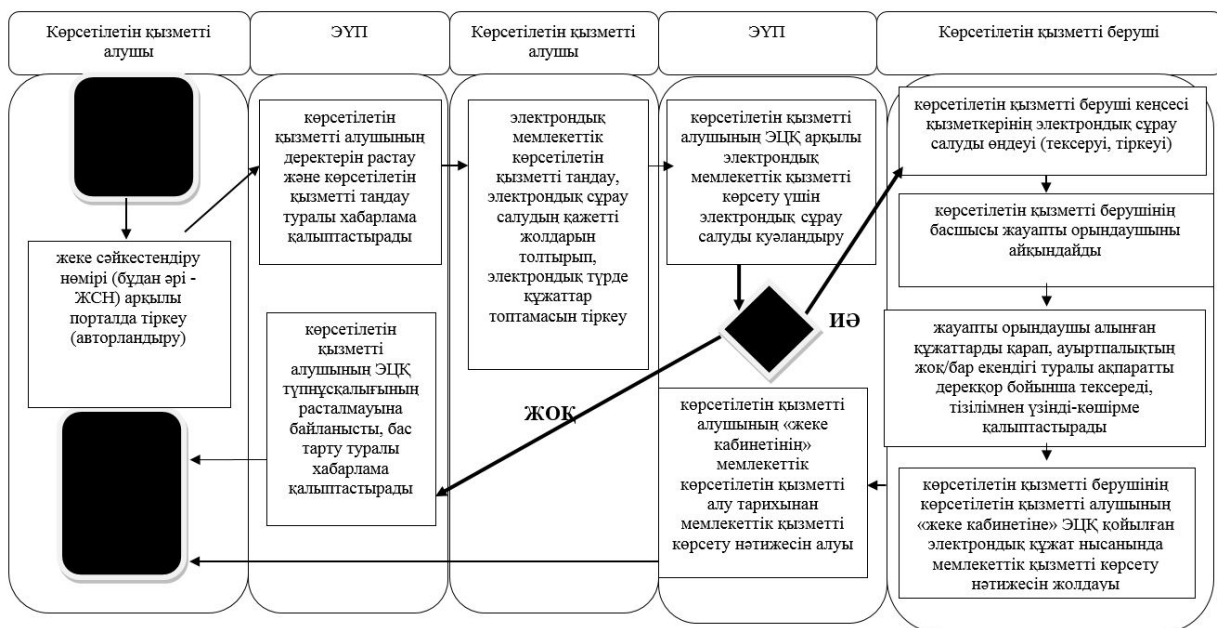 Көрсетілетін қызметті
алушы
ЭҮП
Көрсетілетін қызметті
алушы
ЭҮП
Көрсетілетін қызметті беруші
жеке сәйкестендіру
нөмірі (бұдан әрі -
ЖСН) арқылы
порталда тіркеу
(авторландыру)
көрсетілетін
қызметті алушының
деректерін растау
және көрсетілетін
қызметті таңдау
туралы хабарлама
қалыптастырады
көрсетілетін
қызметті
алушының ЭЦҚ
түпнұсқалығының
расталмауына
байланысты, бас
тарту туралы
хабарлама
қалыптастырады
электрондық
мемлекеттік
көрсетілетін
қызметті таңдау,
электрондық сұрау
салудың қажетті
жолдарын
толтырып,
электрондық түрде
құжаттар
топтамасын тіркеу
ЖОҚ
көрсетілетін қызметті
алушының ЭЦҚ арқылы
электрондық
мемлекеттік қызметті
көрсету үшін
электрондық сұрау
салуды куәландыру
ИӘ
көрсетілетін қызметті
алушының «жеке
кабинетінің»
мемлекеттік
көрсетілетін қызметті
алу тарихынан
мемлекеттік қызметті
көрсету нәтижесін алуы
көрсетілетін қызметті беруші кеңсесі
қызметкерінің электрондық сұрау
салуды өңдеуі (тексеруі, тіркеуі)
көрсетілетін қызметті берушінің
басшысы жауапты орындаушыны
айқындайды
жауапты орындаушы алынған
құжаттарды қарап, ауыртпалықтың
жоқ/бар екендігі туралы ақпаратты
дерекқор бойынша тексереді,
тізілімнен үзінді-көшірме
қалыптастырады
көрсетілетін қызметті берушінің
көрсетілетін қызметті алушының
«жеке кабинетіне» ЭЦҚ қойылған
электрондық құжат нысанында
мемлекеттік қызметті көрсету
нәтижесін жолдауы